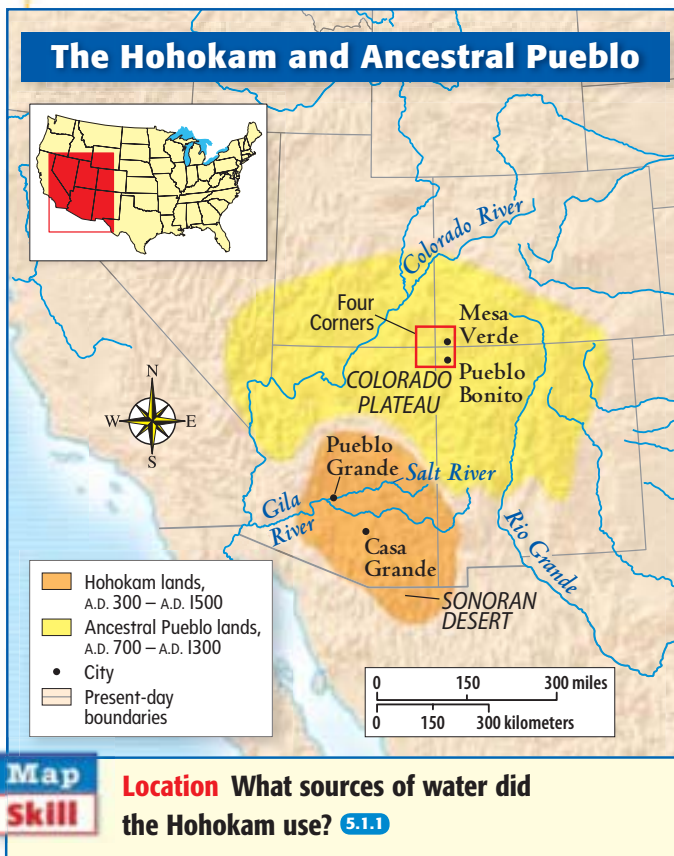 The Hohokam and Ancestral Pueblo
Colorado River
Four
Corners
Mesa
Verde
COLORADO
PLATEAU
Pueblo
Bonito
N
W E
S
Pueblo
Grande
Salt River
Gila
River
Casa
Grande
Rio Grande
SONORAN
DESERT
Hohokam lands,
A.D. 300 – A.D. 1500
Ancestral Pueblo lands,
A.D. 700 – A.D. 1300
City
Present-day
boundaries
0 150 300 miles
0 150 300 kilometers
Map
Skill
Location What sources of water did
the Hohokam use? 5.1.1